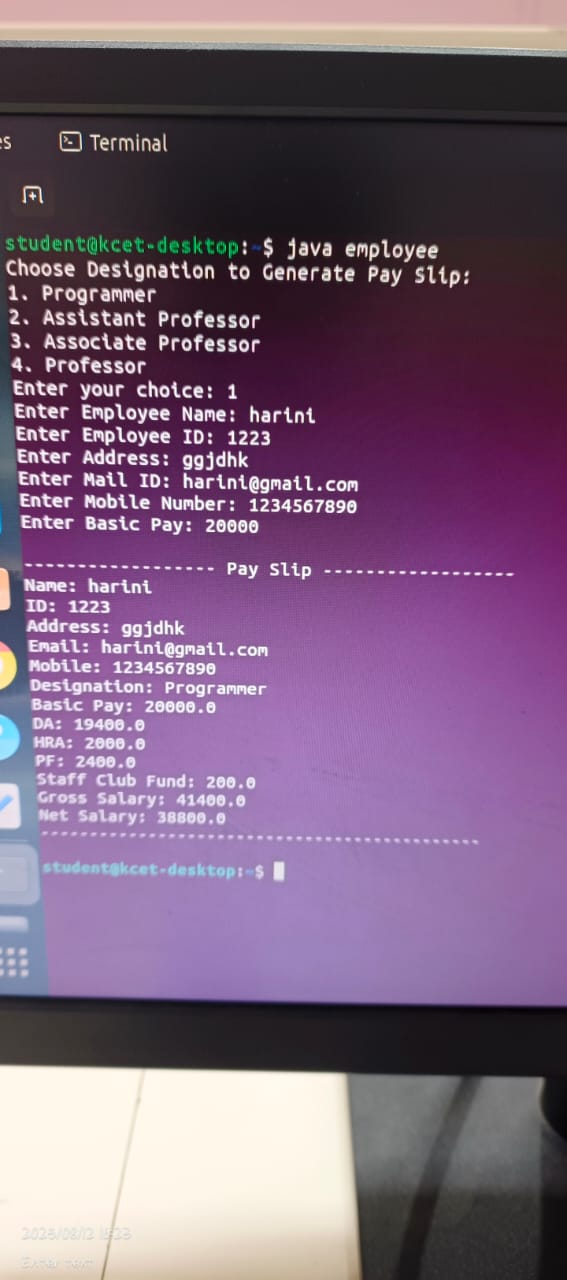 es Terminal
student@kcet-desktop:~$ java employee
Choose Designation to Generate Pay Slip:
1. Programmer
2. Assistant Professor
3. Associate Professor
4. Professor
Enter your choice: 1
Enter Employee Name: harini
Enter Employee ID: 1223
Enter Address: ggjdhk
Enter Mail ID: harini@gmail.com
Enter Mobile Number: 1234567890
Enter Basic Pay: 20000
------------------ Pay Slip ------------------
Name: harini
ID: 1223
Address: ggjdhk
Email: harini@gmail.com
Mobile: 1234567890
Designation: Programmer
Basic Pay: 20000.0
DA: 19400.0
HRA: 2000.0
PF: 2400.0
Staff Club Fund: 200.0
Gross Salary: 41400.0
Net Salary: 38800.0
----------------------------------------------
student@kcet-desktop:~$
Enter text